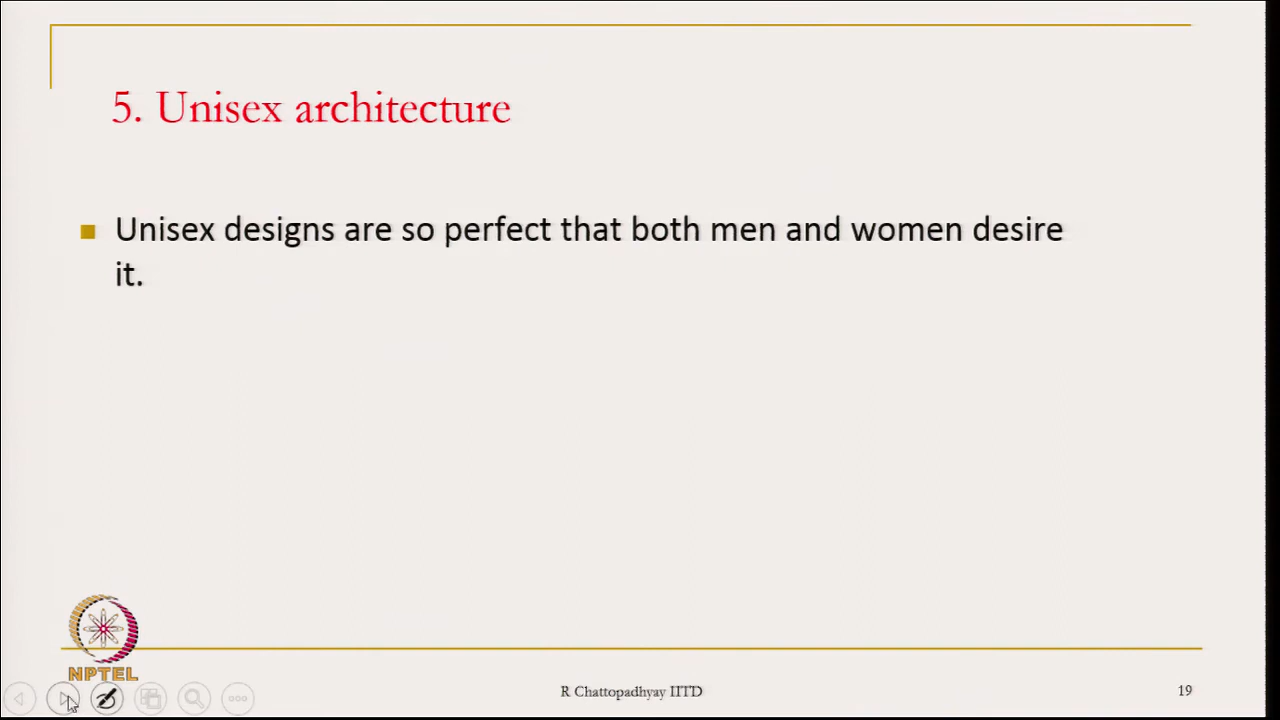 5. Unisex architecture
Unisex designs are so perfect that both men and women desire
it.
NPTEL
R Chattopadhyay IITD
19